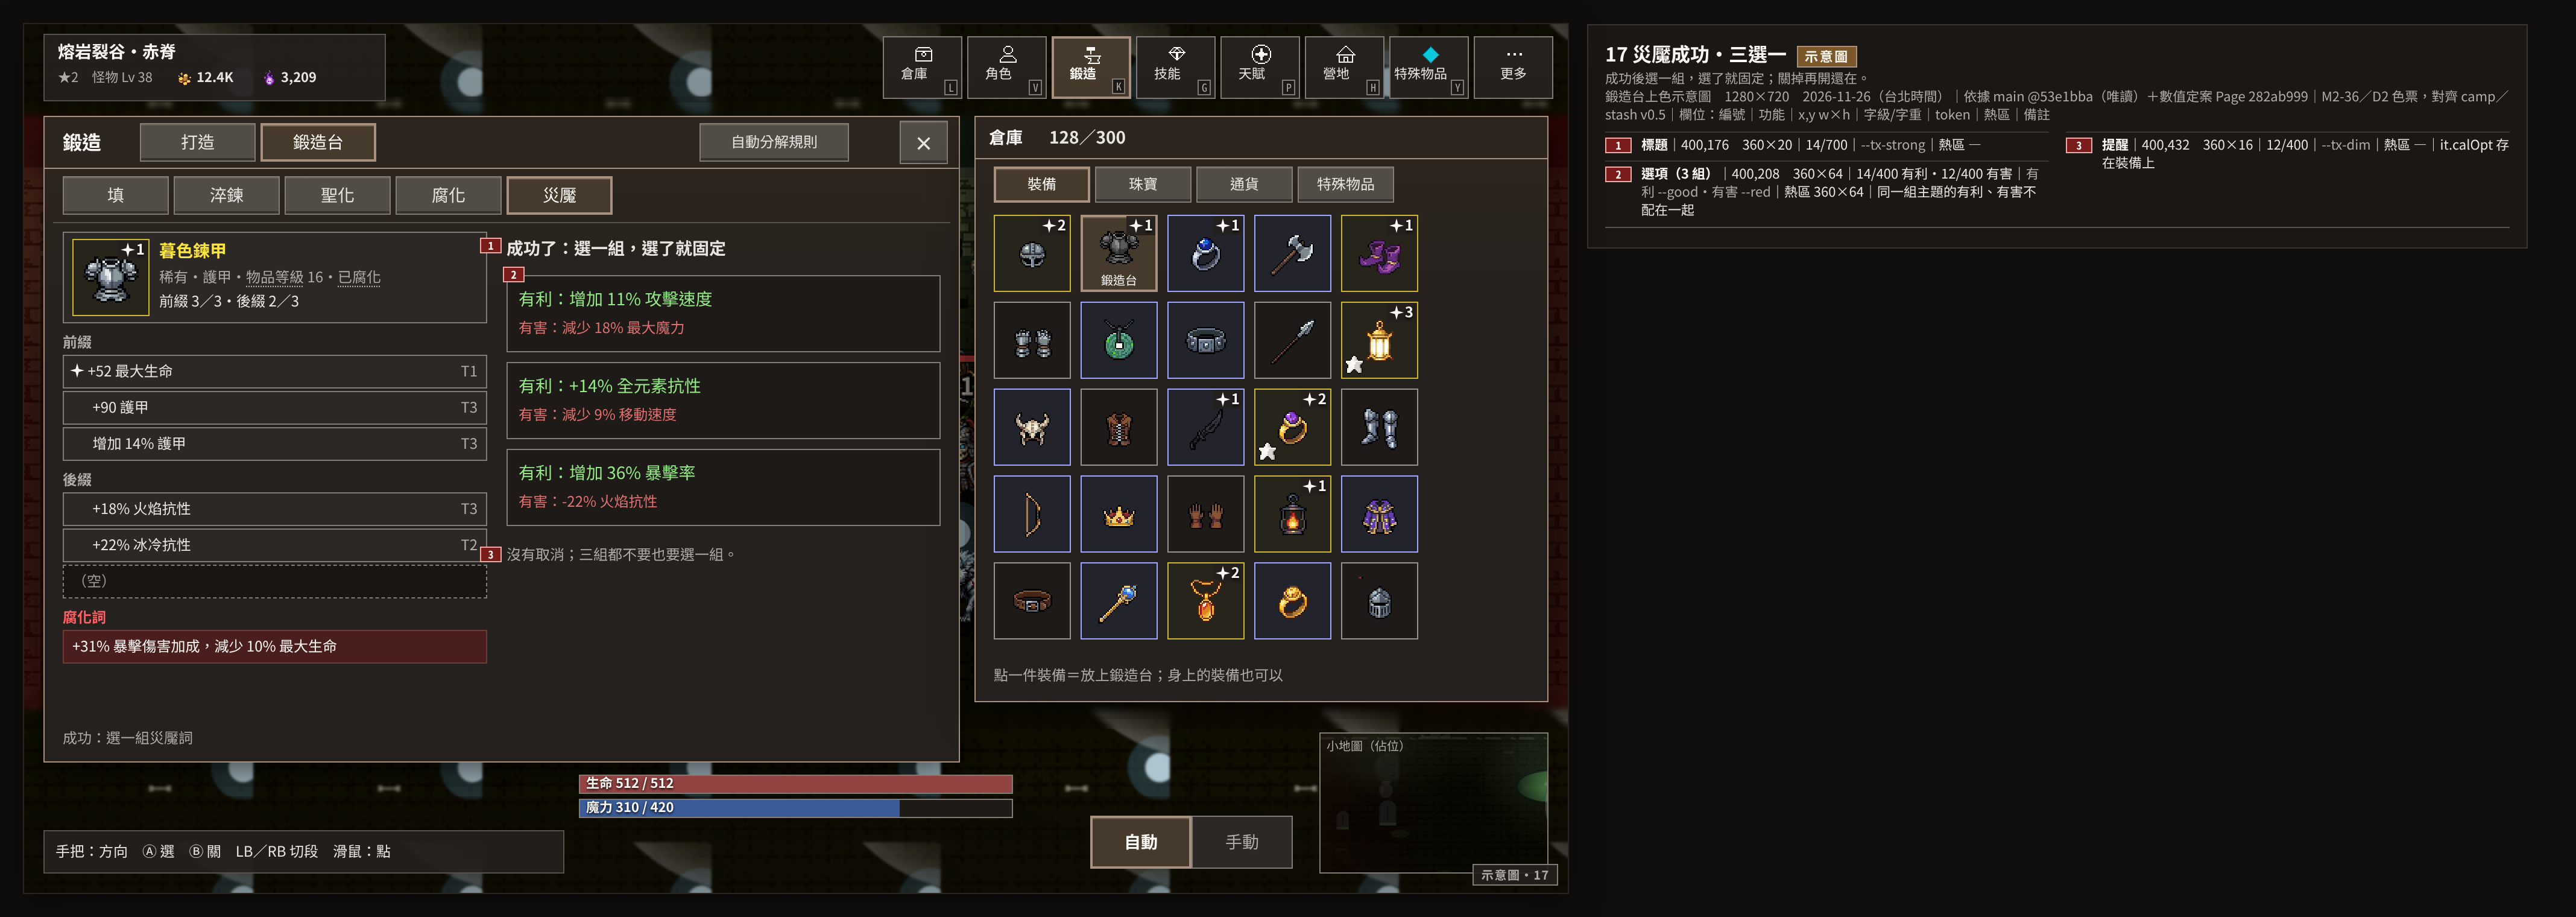 熔岩裂谷・赤脊
★2 怪物 Lv 38 12.4K 3,209
倉庫 L
角色 V
鍛造 K
技能 G
天賦 P
營地 H
特殊物品 Y
更多
鍛造 打造 鍛造台 自動分解規則 ×
填 淬鍊 聖化 腐化 災魘
✦1 暮色鍊甲
稀有・護甲・物品等級 16・已腐化
前綴 3／3・後綴 2／3
前綴
✦ +52 最大生命 T1
+90 護甲 T3
增加 14% 護甲 T3
後綴
+18% 火焰抗性 T3
+22% 冰冷抗性 T2
（空）
腐化詞
+31% 暴擊傷害加成，減少 10% 最大生命
成功：選一組災魘詞
1 成功了：選一組，選了就固定
2
有利：增加 11% 攻擊速度
有害：減少 18% 最大魔力
有利：+14% 全元素抗性
有害：減少 9% 移動速度
有利：增加 36% 暴擊率
有害：-22% 火焰抗性
3 沒有取消；三組都不要也要選一組。
倉庫 128／300
裝備 珠寶 通貨 特殊物品
✦2 ✦1 ✦1 ✦1
鍛造台
✦3
✦1 ✦2
✦1
✦2
點一件裝備＝放上鍛造台；身上的裝備也可以
生命 512 / 512
魔力 310 / 420
手把：方向 Ⓐ 選 Ⓑ 關 LB／RB 切段 滑鼠：點
自動 手動
小地圖（佔位）
示意圖・17
17 災魘成功・三選一 示意圖
成功後選一組，選了就固定；關掉再開還在。
鍛造台上色示意圖 1280×720 2026-11-26（台北時間）｜依據 main @53e1bba（唯讀）＋數值定案 Page 282ab999｜M2-36／D2 色票，對齊 camp／
stash v0.5｜欄位：編號｜功能｜x,y w×h｜字級/字重｜token｜熱區｜備註
1 標題｜400,176 360×20｜14/700｜--tx-strong｜熱區 —
2 選項（3 組）｜400,208 360×64｜14/400 有利・12/400 有害｜有
利 --good・有害 --red｜熱區 360×64｜同一組主題的有利、有害不
配在一起
3 提醒｜400,432 360×16｜12/400｜--tx-dim｜熱區 —｜it.calOpt 存
在裝備上